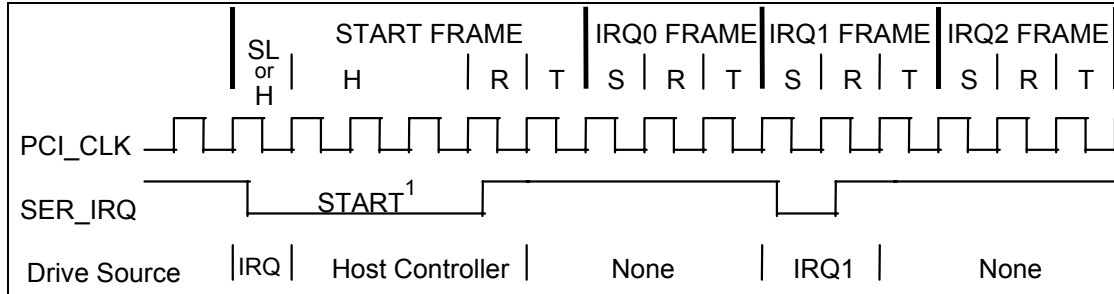 START FRAME IRQ0 FRAME IRQ1 FRAME IRQ2 FRAME
SL
or
H
H R T S R T S R T S R T
PCI_CLK
START1
SER_IRQ
Drive Source IRQ Host Controller None IRQ1 None